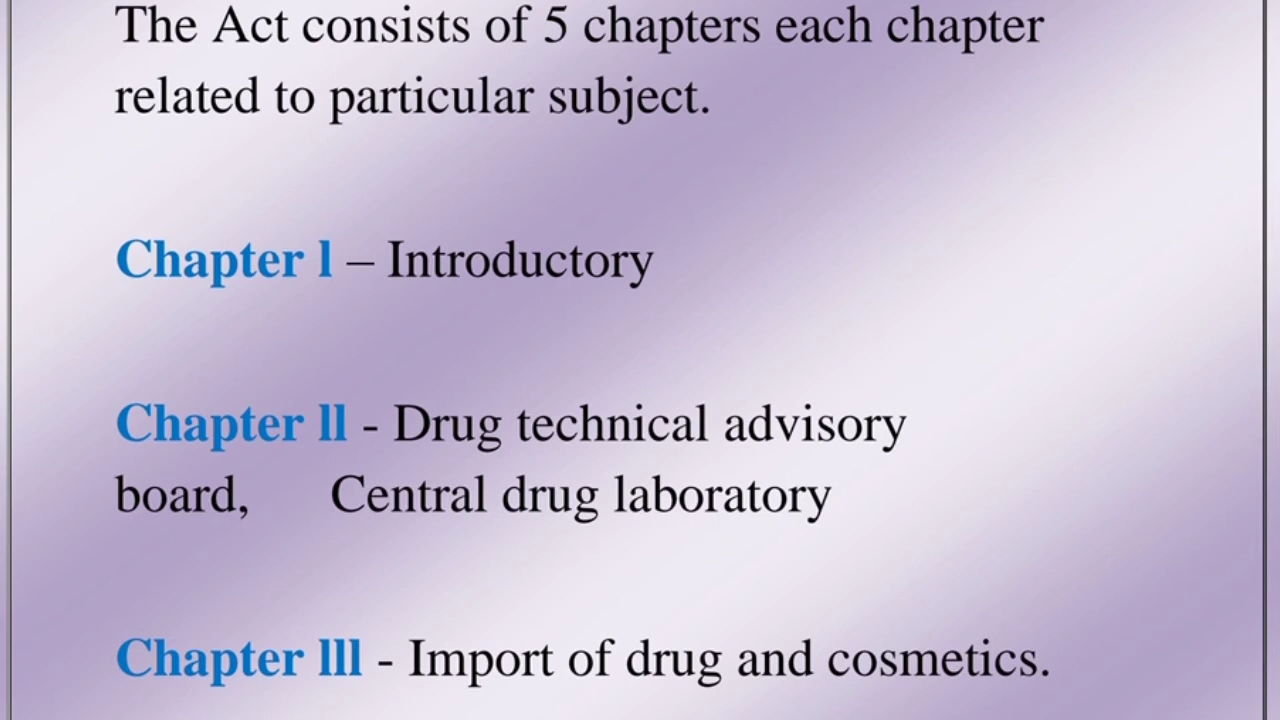 The Act consists of 5 chapters each chapter
related to particular subject.
Chapter l – Introductory
Chapter ll - Drug technical advisory
board, Central drug laboratory
Chapter lll - Import of drug and cosmetics.